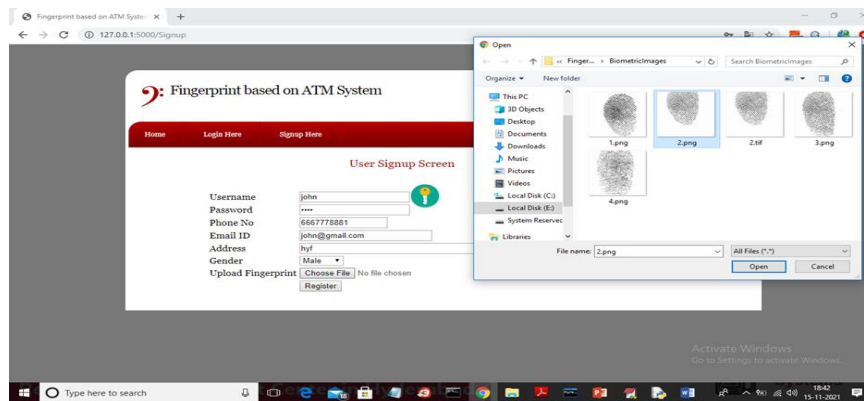 Fingerprint based on ATM Syste
127.0.0.1:5000/Signup
Fingerprint based on ATM System
Home Login Here Signup Here
User Signup Screen
Username john
Password ••••
Phone No 6667778881
Email ID john@gmail.com
Address hyf
Gender Male
Upload Fingerprint Choose File No file chosen
Register
Open
« Finger... › BiometricImages Search BiometricImages
Organize New folder
This PC
3D Objects
Desktop
Documents
Downloads
Music
Pictures
Videos
Local Disk (C:)
Local Disk (E:)
System Reserved
Libraries
1.png 2.png 2.tif 3.png
4.png
File name: 2.png All Files (*.*)
Open Cancel
Activate Windows
Go to Settings to activate Windows.
Type here to search
18:42
15-11-2021